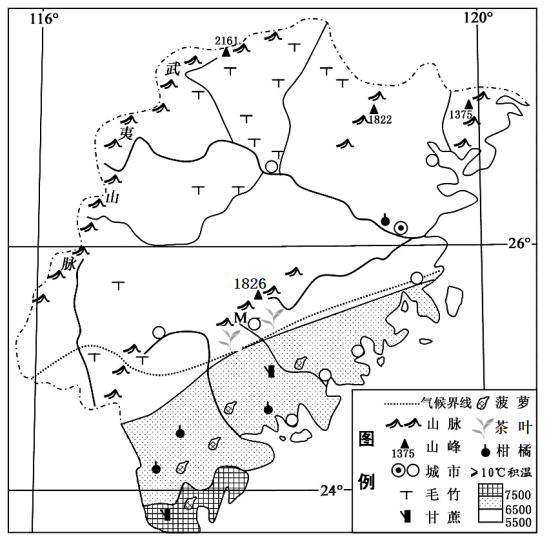 116°
120°
2161
武
1822
1375
夷
山
26°
脉
1826
M
24°
图
例
气候界线
菠萝
山脉
茶叶
1375
山峰
柑橘
城市
≥10℃积温
毛竹
7500
6500
甘蔗
5500